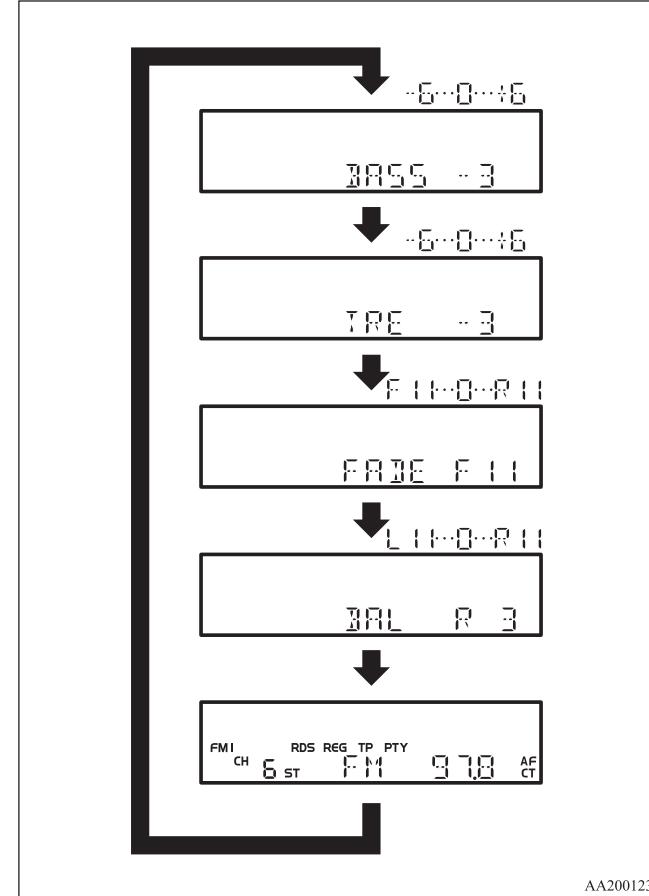 -6···0···+6
BASS -3
-6···0···+6
TRE -3
F11···0···R11
FADE F11
L11···0···R11
BAL R 3
FM1 RDS REG TP PTY
CH 6 ST FM 97.8 AF CT
AA200123